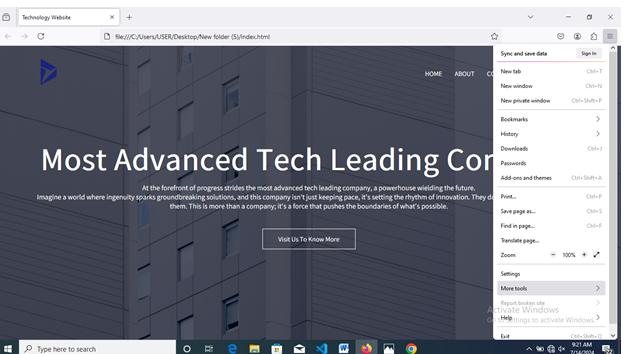 Technology Website
file:///C:/Users/USER/Desktop/New folder (5)/index.html
Sync and save data
Sign In
New tab Ctrl+T
New window Ctrl+N
New private window Ctrl+Shift+P
Bookmarks
History
Downloads Ctrl+J
Passwords
Add-ons and themes Ctrl+Shift+A
Print... Ctrl+P
Save page as... Ctrl+S
Find in page... Ctrl+F
Translate page...
Zoom 100%
Settings
More tools
Report broken site
Help
Exit Ctrl+Shift+Q
HOME ABOUT CO
Most Advanced Tech Leading Con
At the forefront of progress strides the most advanced tech leading company, a powerhouse wielding the future.
Imagine a world where ingenuity sparks groundbreaking solutions, and this company isn't just keeping pace, it's setting the rhythm of innovation. They do
them. This is more than a company; it's a force that pushes the boundaries of what's possible.
Visit Us To Know More
Activate Windows
Go to Settings to activate Windows.
Type here to search
9:21 AM
7/14/2024